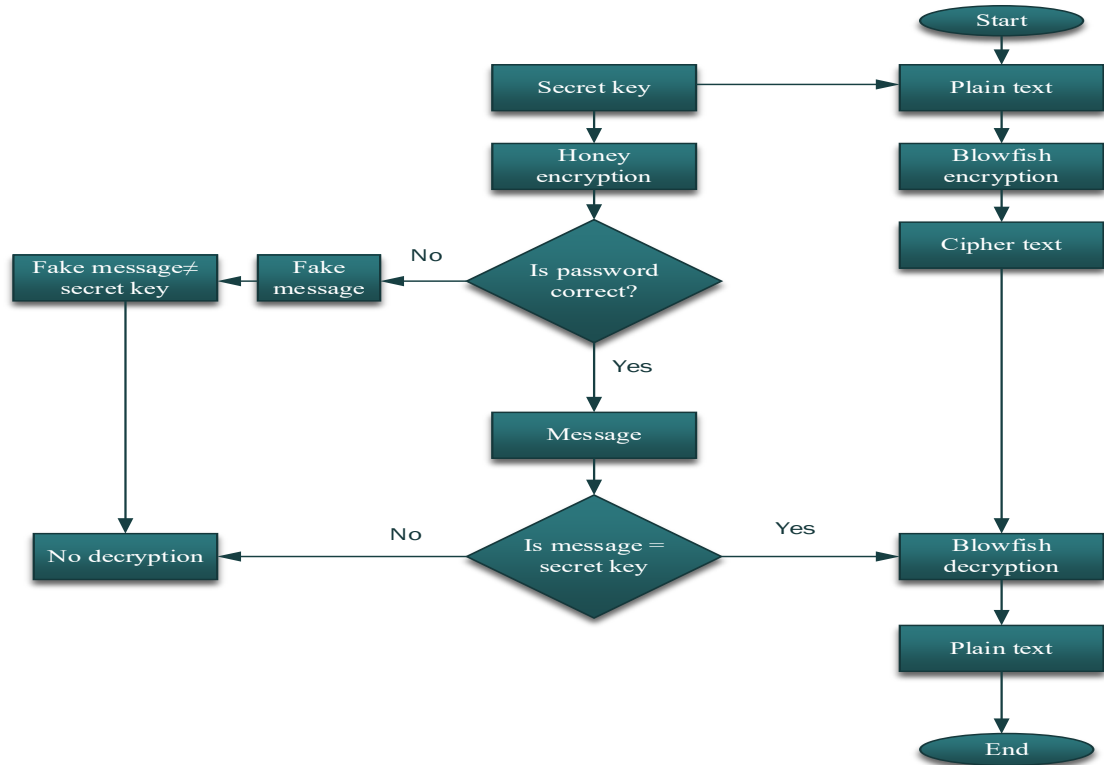 Start
Secret key
Plain text
Honey
encryption
Blowfish
encryption
Cipher text
No
Is password
correct?
Fake
message
Fake message≠
secret key
Yes
Message
No
Is message =
secret key
Yes
No decryption
Blowfish
decryption
Plain text
End